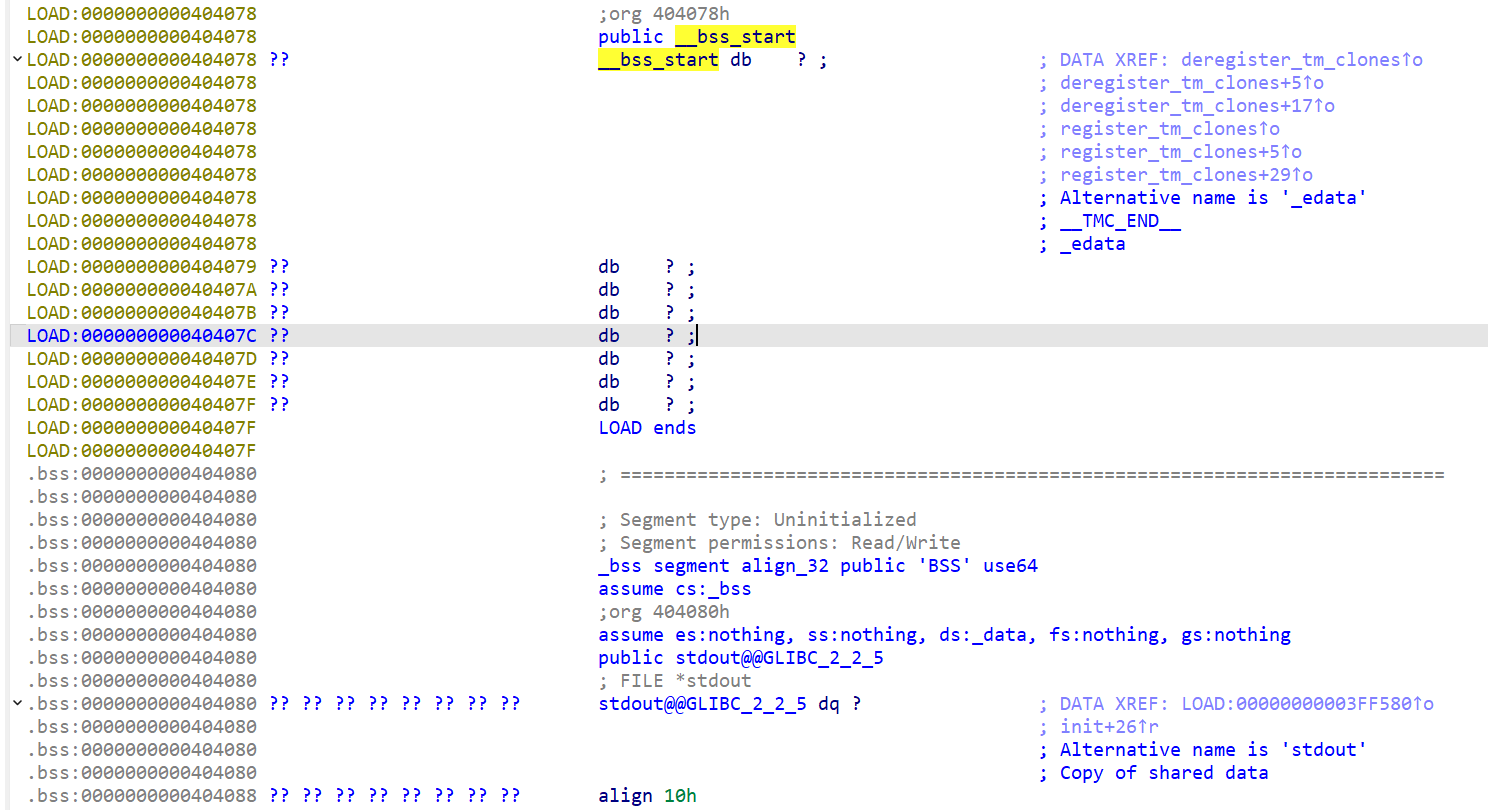 LOAD:0000000000404078 ;org 404078h
LOAD:0000000000404078 public __bss_start
LOAD:0000000000404078 ?? __bss_start db ? ; ; DATA XREF: deregister_tm_clones↑o
LOAD:0000000000404078 ; deregister_tm_clones+5↑o
LOAD:0000000000404078 ; deregister_tm_clones+17↑o
LOAD:0000000000404078 ; register_tm_clones↑o
LOAD:0000000000404078 ; register_tm_clones+5↑o
LOAD:0000000000404078 ; register_tm_clones+29↑o
LOAD:0000000000404078 ; Alternative name is '_edata'
LOAD:0000000000404078 ; __TMC_END__
LOAD:0000000000404078 ; _edata
LOAD:0000000000404079 ?? db ? ;
LOAD:000000000040407A ?? db ? ;
LOAD:000000000040407B ?? db ? ;
LOAD:000000000040407C ?? db ? ;
LOAD:000000000040407D ?? db ? ;
LOAD:000000000040407E ?? db ? ;
LOAD:000000000040407F ?? db ? ;
LOAD:000000000040407F LOAD ends
LOAD:000000000040407F
.bss:0000000000404080 ; ===========================================================================
.bss:0000000000404080
.bss:0000000000404080 ; Segment type: Uninitialized
.bss:0000000000404080 ; Segment permissions: Read/Write
.bss:0000000000404080 _bss segment align_32 public 'BSS' use64
.bss:0000000000404080 assume cs:_bss
.bss:0000000000404080 ;org 404080h
.bss:0000000000404080 assume es:nothing, ss:nothing, ds:_data, fs:nothing, gs:nothing
.bss:0000000000404080 public stdout@@GLIBC_2_2_5
.bss:0000000000404080 ; FILE *stdout
.bss:0000000000404080 ?? ?? ?? ?? ?? ?? ?? ?? stdout@@GLIBC_2_2_5 dq ? ; DATA XREF: LOAD:00000000003FF580↑o
.bss:0000000000404080 ; init+26↑r
.bss:0000000000404080 ; Alternative name is 'stdout'
.bss:0000000000404080 ; Copy of shared data
.bss:0000000000404088 ?? ?? ?? ?? ?? ?? ?? ?? align 10h